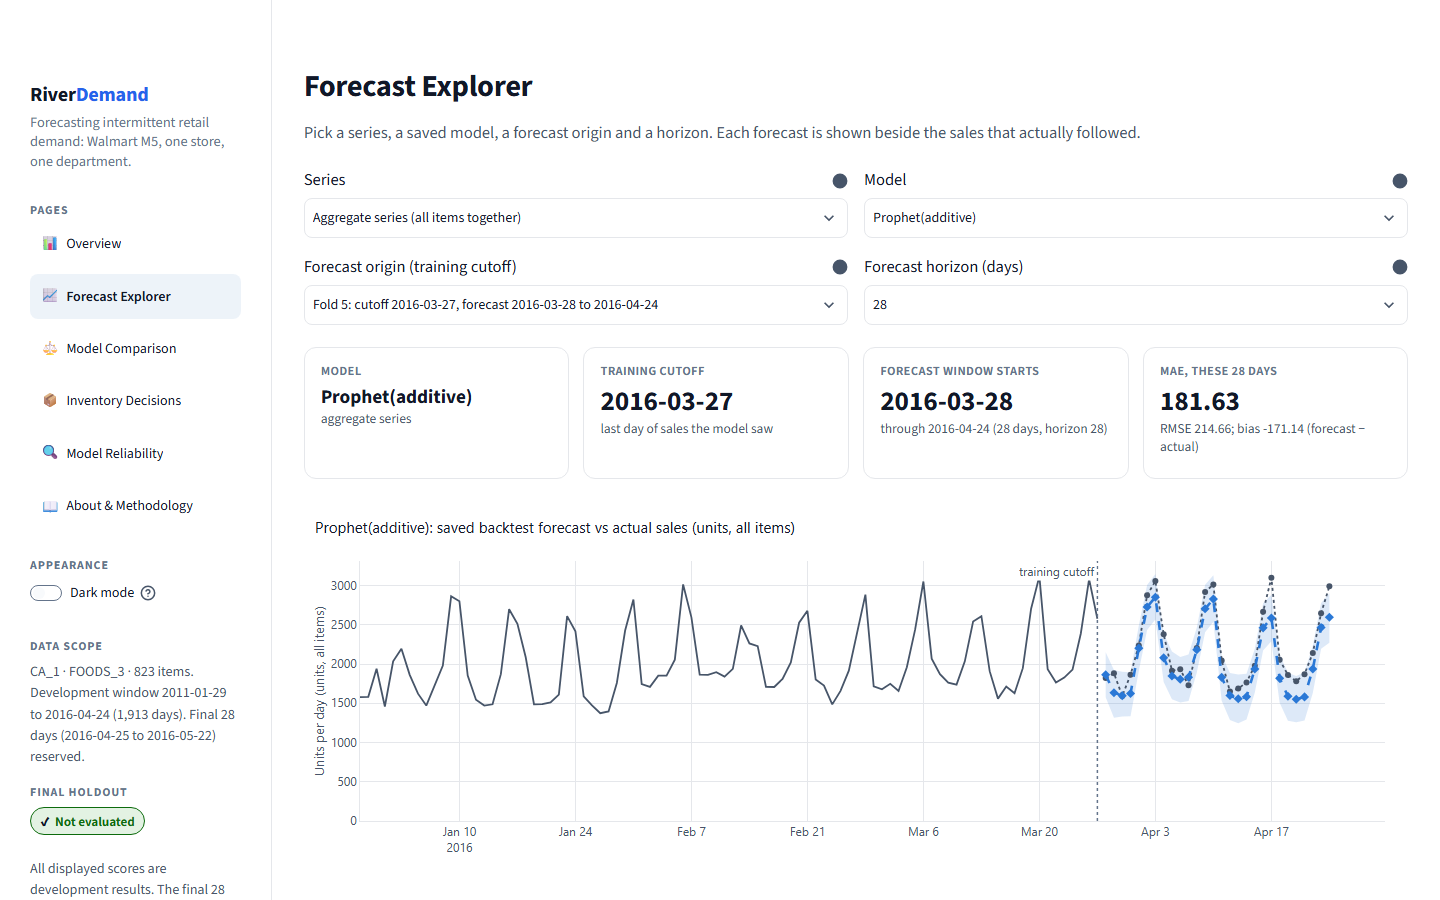 RiverDemand
Forecasting intermittent retail
demand: Walmart M5, one store,
one department.
PAGES
Overview
Forecast Explorer
Model Comparison
Inventory Decisions
Model Reliability
About & Methodology
APPEARANCE
Dark mode ?
DATA SCOPE
CA_1 · FOODS_3 · 823 items.
Development window 2011-01-29
to 2016-04-24 (1,913 days). Final 28
days (2016-04-25 to 2016-05-22)
reserved.
FINAL HOLDOUT
✓ Not evaluated
All displayed scores are
development results. The final 28
Forecast Explorer
Pick a series, a saved model, a forecast origin and a horizon. Each forecast is shown beside the sales that actually followed.
Series
Aggregate series (all items together)
Model
Prophet(additive)
Forecast origin (training cutoff)
Fold 5: cutoff 2016-03-27, forecast 2016-03-28 to 2016-04-24
Forecast horizon (days)
28
MODEL
Prophet(additive)
aggregate series
TRAINING CUTOFF
2016-03-27
last day of sales the model saw
FORECAST WINDOW STARTS
2016-03-28
through 2016-04-24 (28 days, horizon 28)
MAE, THESE 28 DAYS
181.63
RMSE 214.66; bias -171.14 (forecast −
actual)
Prophet(additive): saved backtest forecast vs actual sales (units, all items)
training cutoff
Units per day (units, all items)
3000
2500
2000
1500
1000
500
0
Jan 10
2016
Jan 24
Feb 7
Feb 21
Mar 6
Mar 20
Apr 3
Apr 17